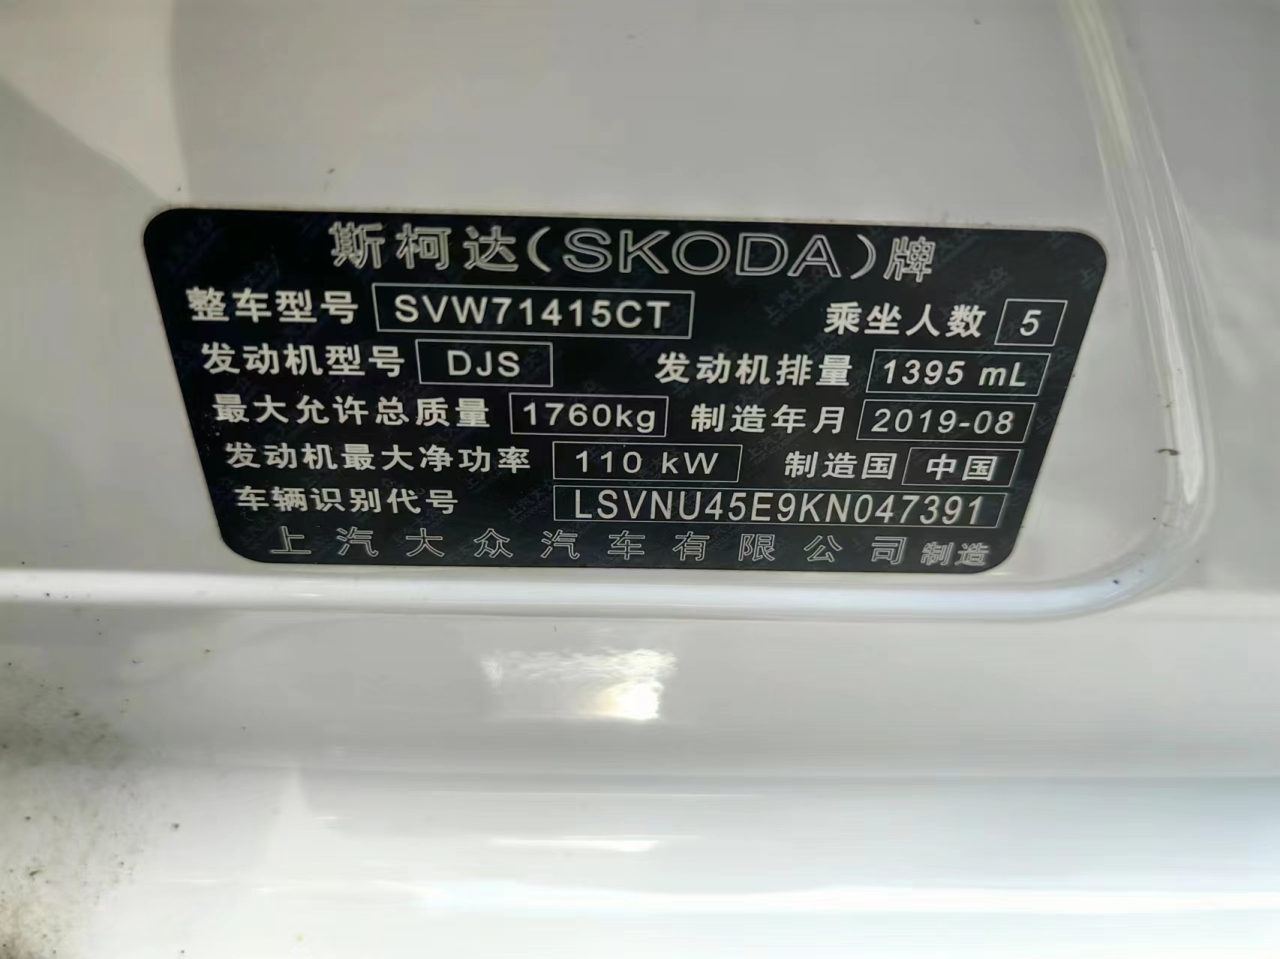 斯柯达(SKODA)牌
整车型号 SVW71415CT 乘坐人数 5
发动机型号 DJS 发动机排量 1395 mL
最大允许总质量 1760kg 制造年月 2019-08
发动机最大净功率 110 kW 制造国 中国
车辆识别代号 LSVNU45E9KN047391
上汽大众汽车有限公司 制造